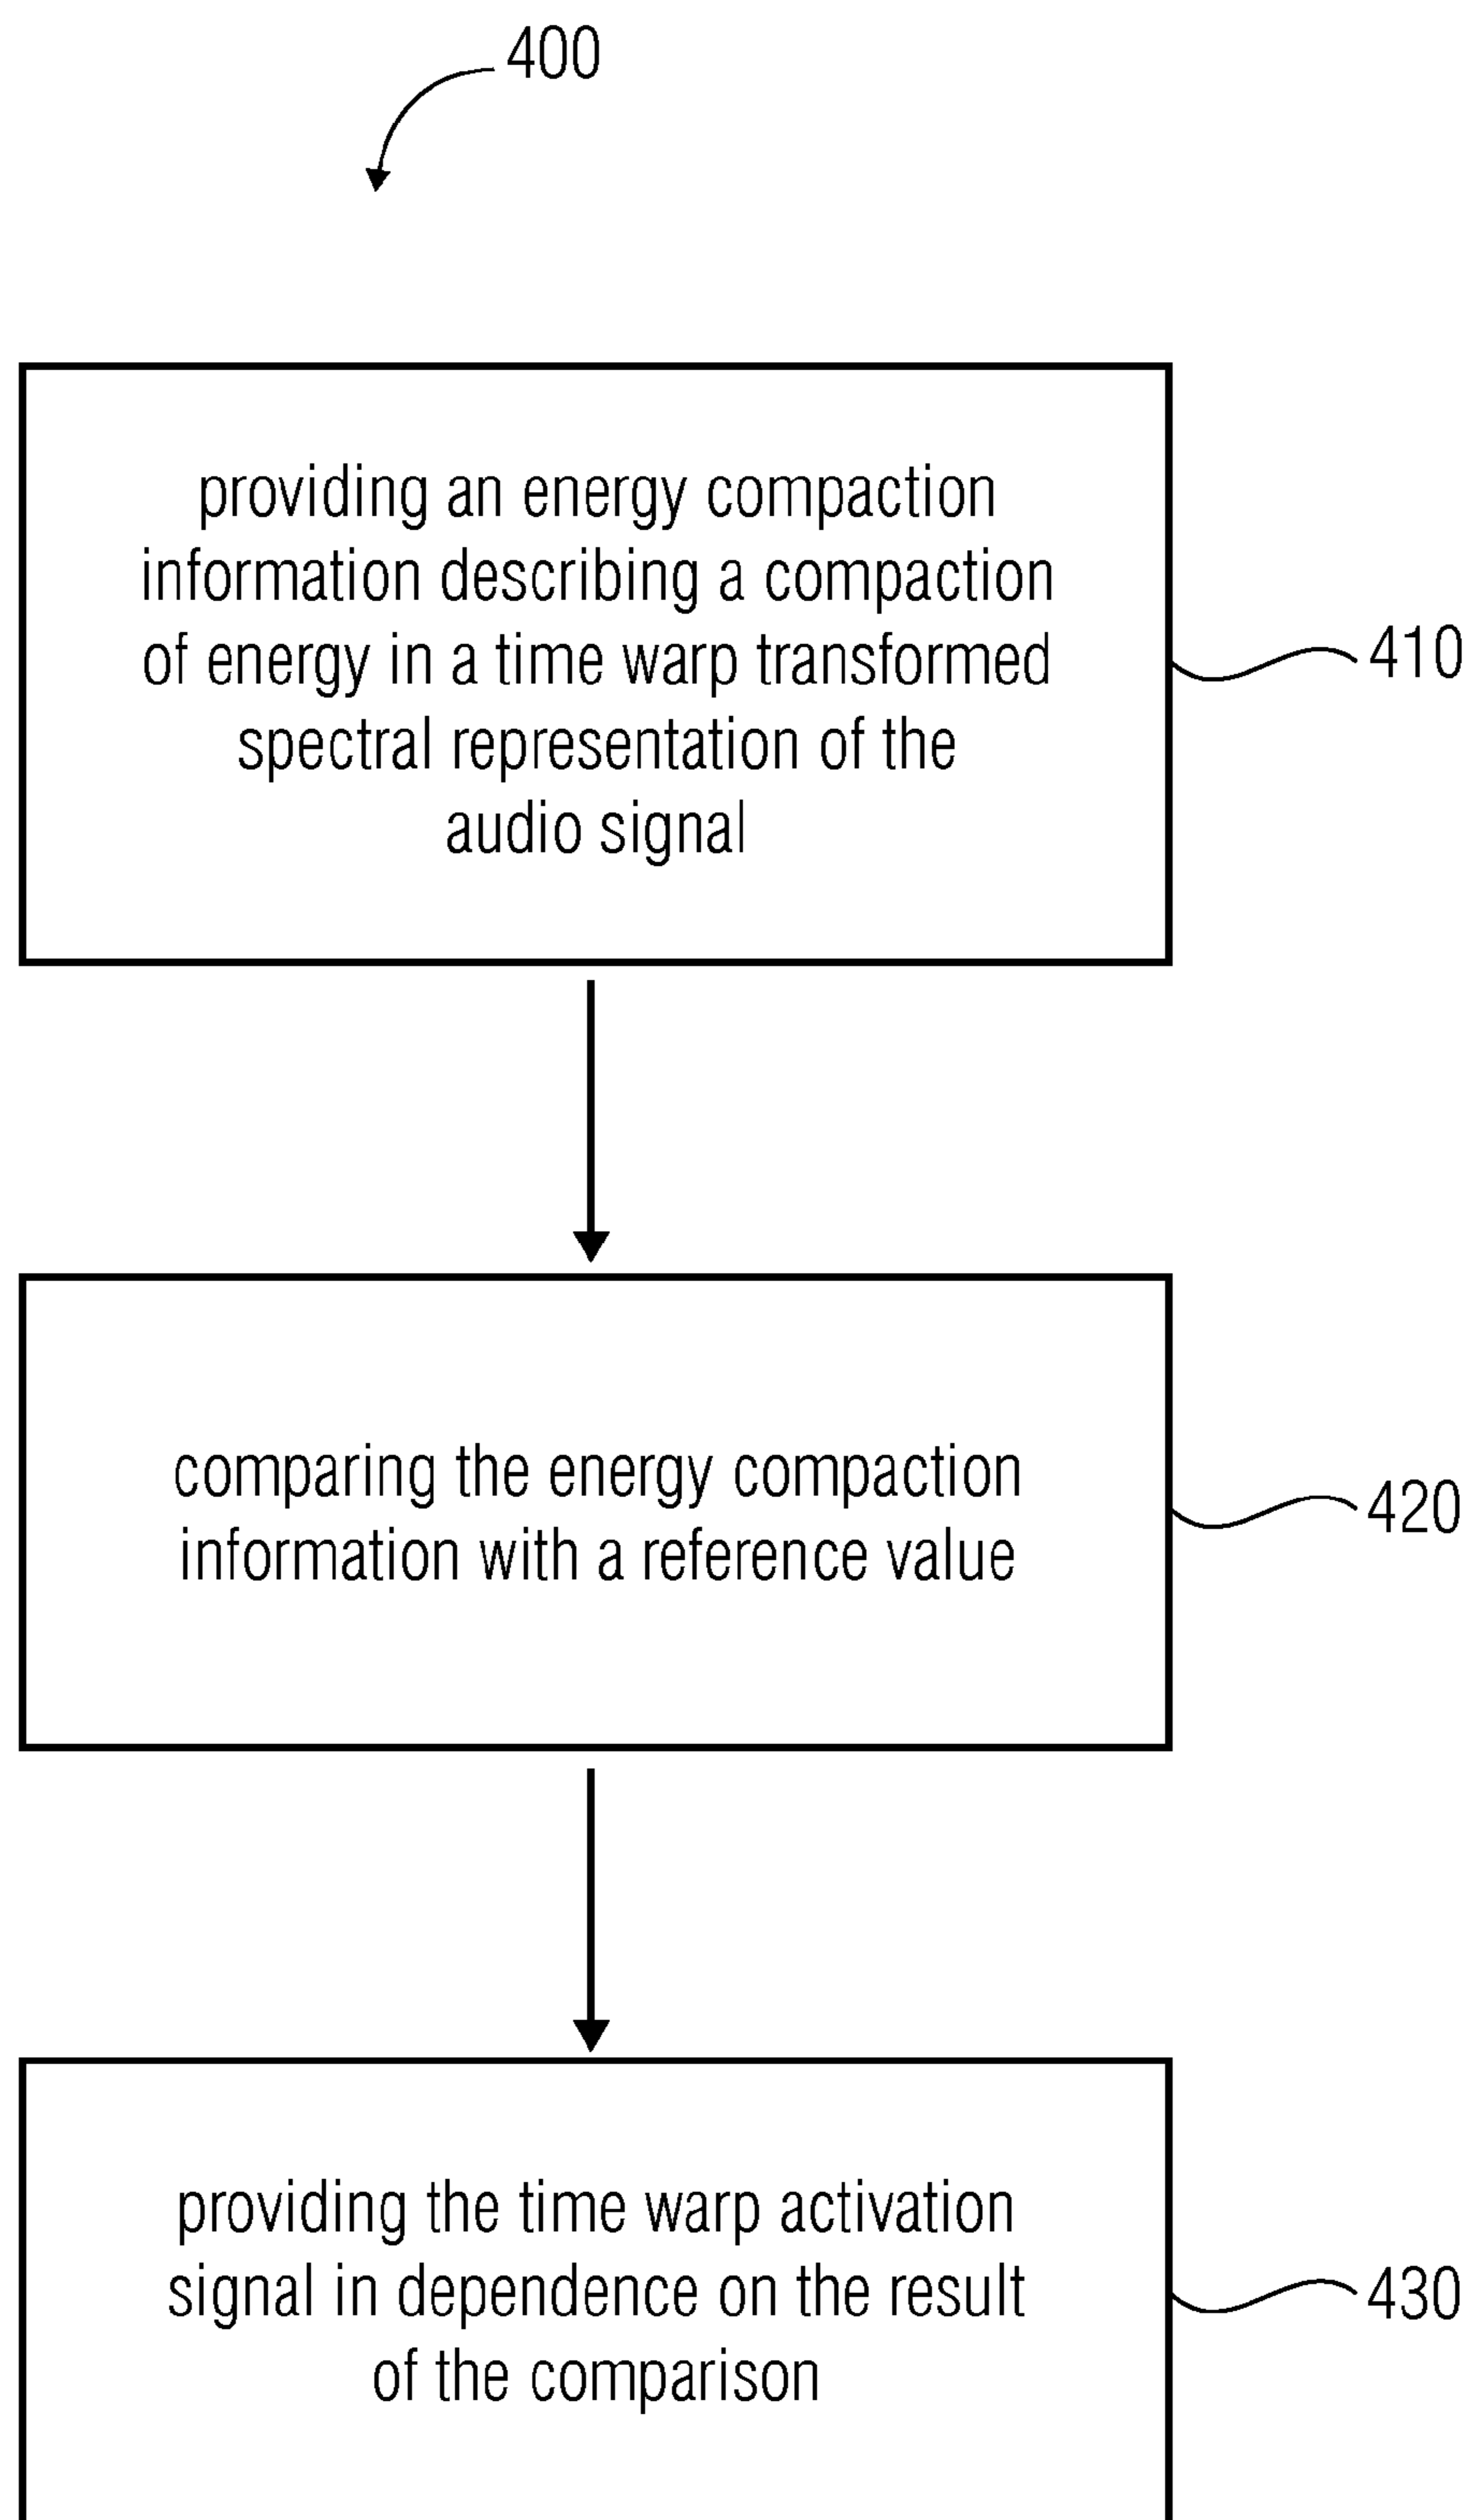 400
providing an energy compaction
information describing a compaction
of energy in a time warp transformed
spectral representation of the
audio signal
410
comparing the energy compaction
information with a reference value
420
providing the time warp activation
signal in dependence on the result
of the comparison
430